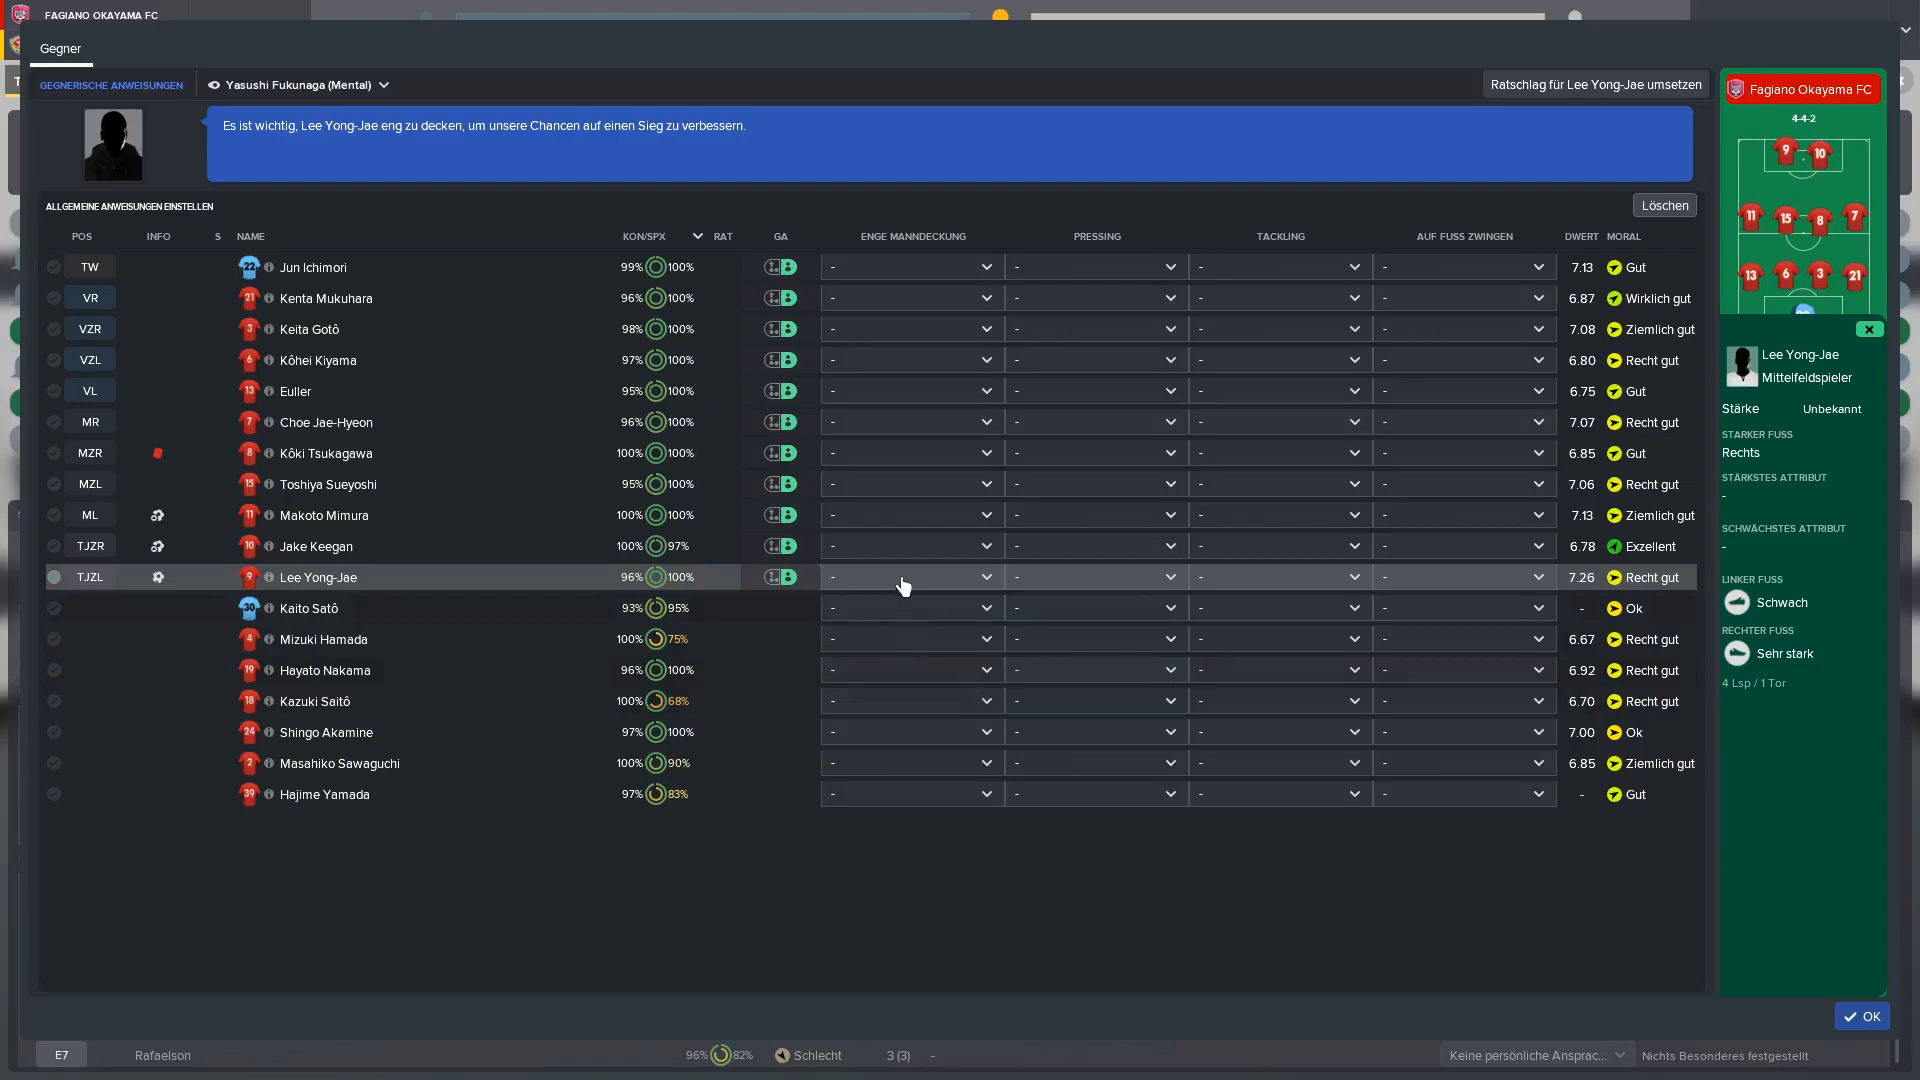 FAGIANO OKAYAMA FC
Gegner
GEGNERISCHE ANWEISUNGEN
Yasushi Fukunaga (Mental)
Ratschlag für Lee Yong-Jae umsetzen
Es ist wichtig, Lee Yong-Jae eng zu decken, um unsere Chancen auf einen Sieg zu verbessern.
ALLGEMEINE ANWEISUNGEN EINSTELLEN
Löschen
POS INFO S NAME KON/SPX RAT GA ENGE MANNDECKUNG PRESSING TACKLING AUF FUSS ZWINGEN DWERT MORAL
TW 22 Jun Ichimori 99% 100% - - - - 7.13 Gut
VR 21 Kenta Mukuhara 96% 100% - - - - 6.87 Wirklich gut
VZR 3 Keita Gotô 98% 100% - - - - 7.08 Ziemlich gut
VZL 6 Kôhei Kiyama 97% 100% - - - - 6.80 Recht gut
VL 13 Euller 95% 100% - - - - 6.75 Gut
MR 7 Choe Jae-Hyeon 96% 100% - - - - 7.07 Recht gut
MZR 8 Kôki Tsukagawa 100% 100% - - - - 6.85 Gut
MZL 15 Toshiya Sueyoshi 95% 100% - - - - 7.06 Recht gut
ML 11 Makoto Mimura 100% 100% - - - - 7.13 Ziemlich gut
TJZR 10 Jake Keegan 100% 97% - - - - 6.78 Exzellent
TJZL 9 Lee Yong-Jae 96% 100% - - - - 7.26 Recht gut
30 Kaito Satô 93% 95% - - - - - Ok
4 Mizuki Hamada 100% 75% - - - - 6.67 Recht gut
19 Hayato Nakama 96% 100% - - - - 6.92 Recht gut
18 Kazuki Saitô 100% 68% - - - - 6.70 Recht gut
24 Shingo Akamine 97% 100% - - - - 7.00 Ok
2 Masahiko Sawaguchi 100% 90% - - - - 6.85 Ziemlich gut
39 Hajime Yamada 97% 83% - - - - - Gut
Fagiano Okayama FC
4-4-2
9 10
11 15 8 7
13 6 3 21
Lee Yong-Jae
Mittelfeldspieler
Stärke Unbekannt
STARKER FUSS
Rechts
STÄRKSTES ATTRIBUT
-
SCHWÄCHSTES ATTRIBUT
-
LINKER FUSS
Schwach
RECHTER FUSS
Sehr stark
4 Lsp / 1 Tor
OK
E7 Rafaelson 96% 82% Schlecht 3 (3) - Keine persönliche Ansprac... Nichts Besonderes festgestellt